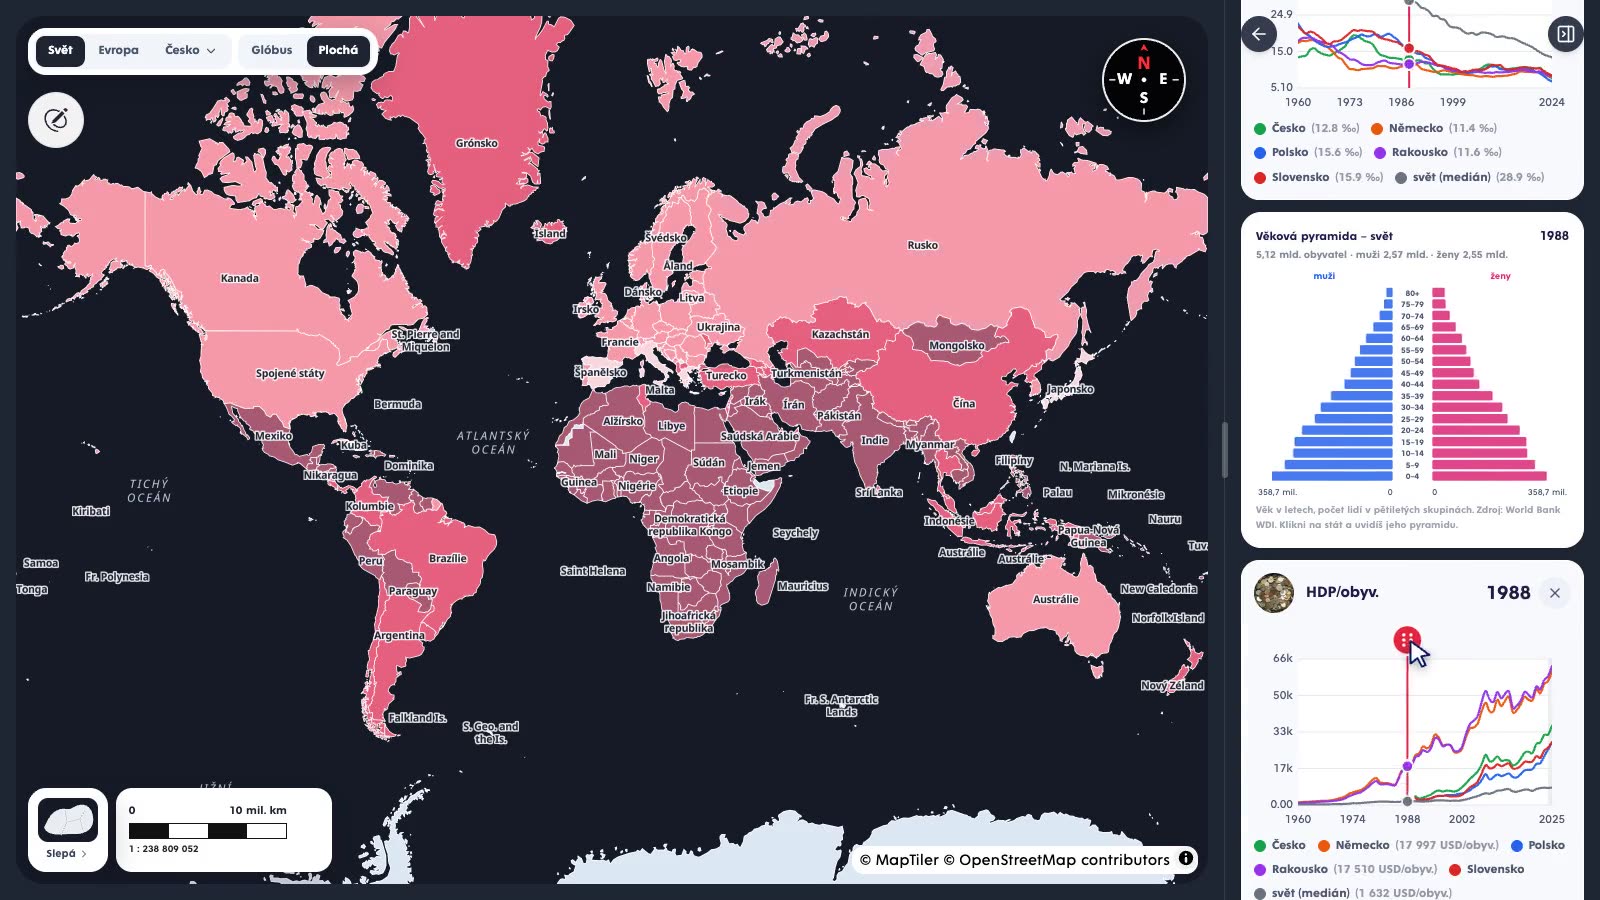 Svět
Evropa
Česko
Glóbus
Plochá
N
W
E
S
Grónsko
Island
Kanada
Rusko
Švédsko
Åland
Dánsko
Litva
Irsko
Ukrajina
Francie
Kazachstán
Mongolsko
St. Pierre and
Miquelon
Spojené státy
Španělsko
Turecko
Turkmenistán
Malta
Japonsko
Bermuda
Irák
Írán
Čína
Alžírsko
Libye
Pákistán
Mexiko
Kuba
ATLANTSKÝ
OCEÁN
Saúdská Arábie
Indie
Myanmar
Mali
Niger
Súdán
Jemen
Filipíny
N. Mariana Is.
Dominika
Nikaragua
Guinea
Nigérie
Etiopie
Srí Lanka
Palau
Mikronésie
TICHÝ
OCEÁN
Kiribati
Kolumbie
Demokratická
republika Kongo
Indonésie
Nauru
Papua-Nová
Guinea
Seychely
Samoa
Fr. Polynesia
Peru
Brazílie
Saint Helena
Angola
Mosambik
Austrálie
Austrálie
Tonga
Paraguay
Namibie
Mauricius
INDICKÝ
OCEÁN
Austrálie
New Caledonia
Jihoafrická
republika
Norfolk Island
Argentina
Nový Zéland
Falkland Is.
S. Geo. and
the Is.
Fr. S. Antarctic
Lands
Slepá
0
10 mil. km
1 : 238 809 052
© MapTiler © OpenStreetMap contributors
24.9
15.0
5.10
1960
1973
1986
1999
2024
Česko (12.8 ‰)
Německo (11.4 ‰)
Polsko (15.6 ‰)
Rakousko (11.6 ‰)
Slovensko (15.9 ‰)
svět (medián) (28.9 ‰)
Věková pyramida – svět
1988
5,12 mld. obyvatel · muži 2,57 mld. · ženy 2,55 mld.
muži
ženy
80+
75–79
70–74
65–69
60–64
55–59
50–54
45–49
40–44
35–39
30–34
25–29
20–24
15–19
10–14
5–9
0–4
358,7 mil.
0
0
358,7 mil.
Věk v letech, počet lidí v pětiletých skupinách. Zdroj: World Bank
WDI. Klikni na stát a uvidíš jeho pyramidu.
HDP/obyv.
1988
66k
50k
33k
17k
0.00
1960
1974
1988
2002
2025
Česko
Německo (17 997 USD/obyv.)
Polsko
Rakousko (17 510 USD/obyv.)
Slovensko
svět (medián) (1 632 USD/obyv.)